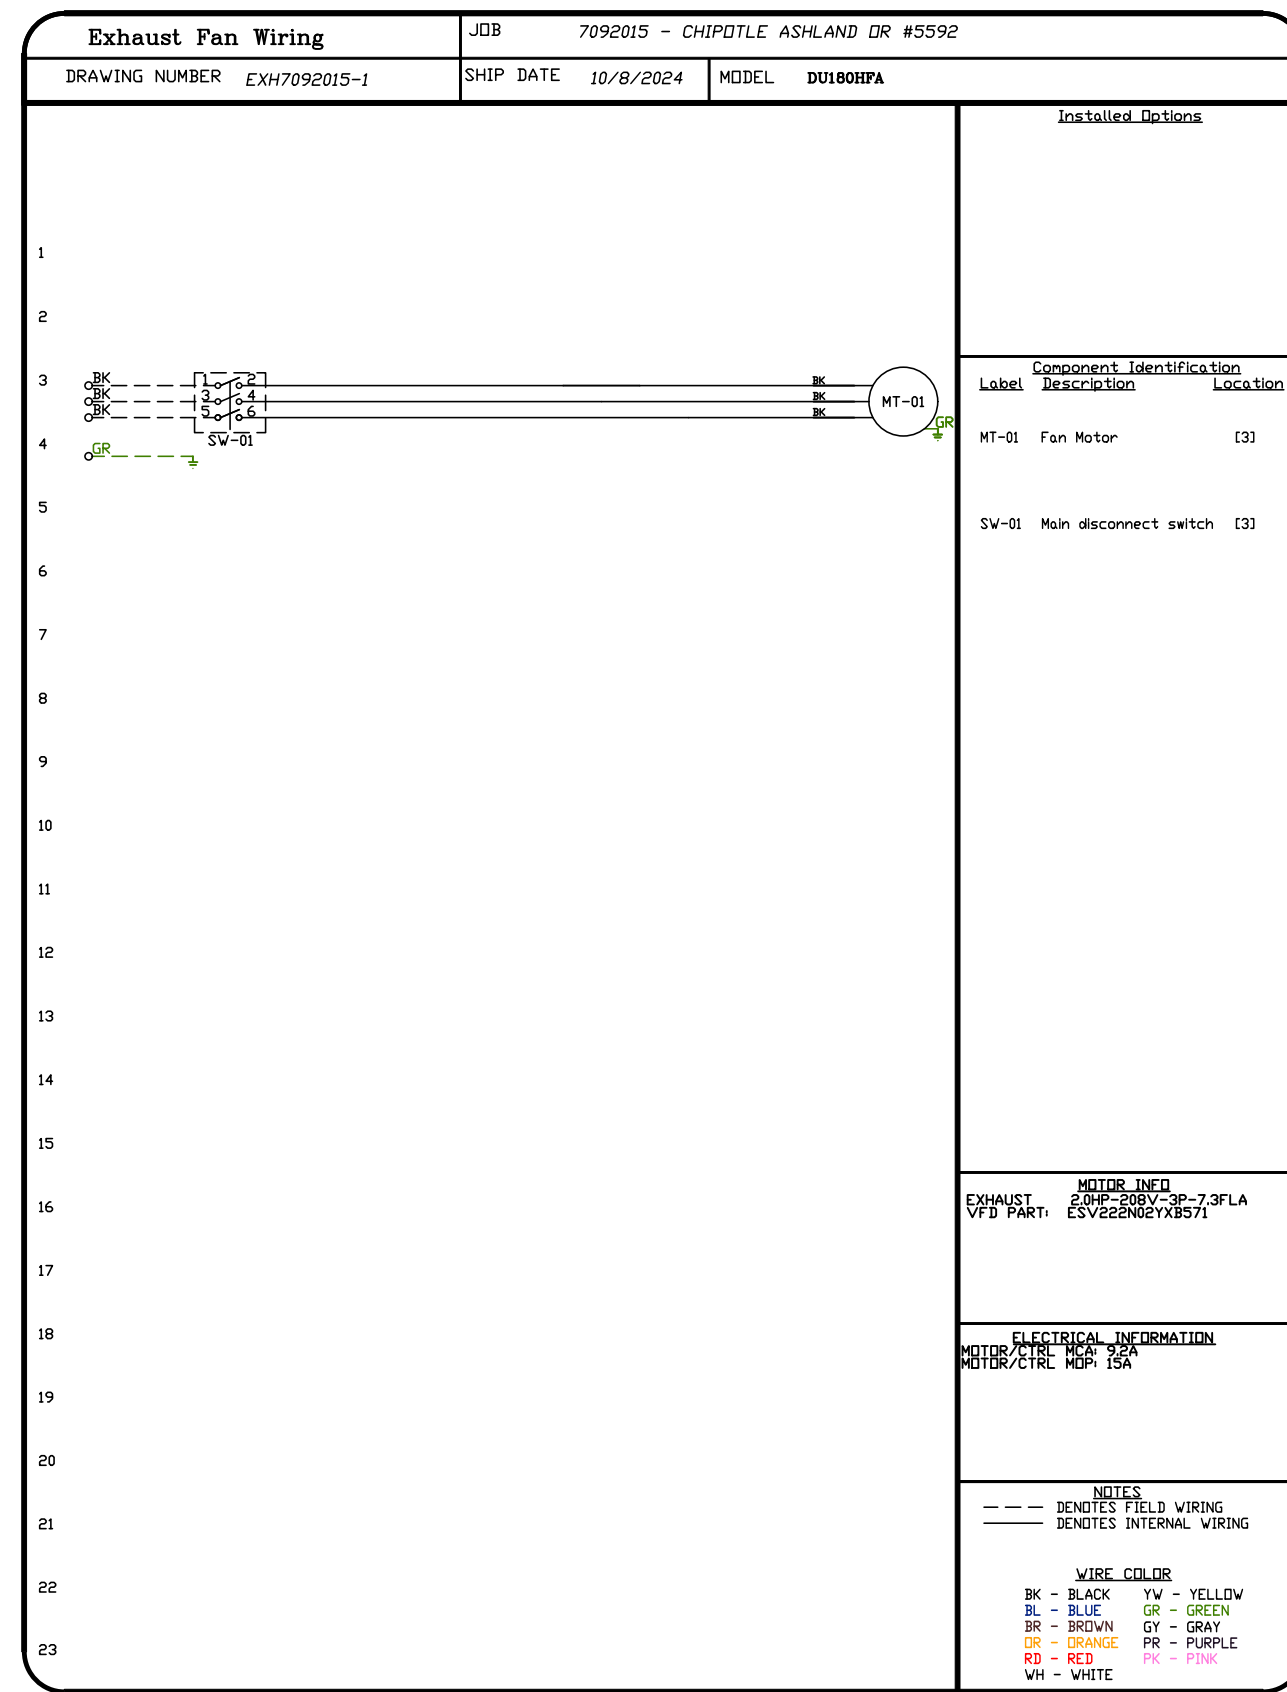 Exhaust Fan Wiring
JOB 7092015 - CHIPOTLE ASHLAND OR #5592
DRAWING NUMBER EXH7092015-1
SHIP DATE 10/8/2024
MODEL DU180HFA
Installed Options
1
2
3
BK
BK
BK
1 2
3 4
5 6
SW-01
BK
BK
BK
MT-01
GR
4
GR
5
6
7
8
9
10
11
12
13
14
15
16
17
18
19
20
21
22
23
Component Identification
Label Description Location
MT-01 Fan Motor [3]
SW-01 Main disconnect switch [3]
MOTOR INFO
EXHAUST 2.0HP-208V-3P-7.3FLA
VFD PART: ESV222N02YXB571
ELECTRICAL INFORMATION
MOTOR/CTRL MCA: 9.2A
MOTOR/CTRL MOP: 15A
NOTES
DENOTES FIELD WIRING
DENOTES INTERNAL WIRING
WIRE COLOR
BK - BLACK YW - YELLOW
BL - BLUE GR - GREEN
BR - BROWN GY - GRAY
OR - ORANGE PR - PURPLE
RD - RED PK - PINK
WH - WHITE